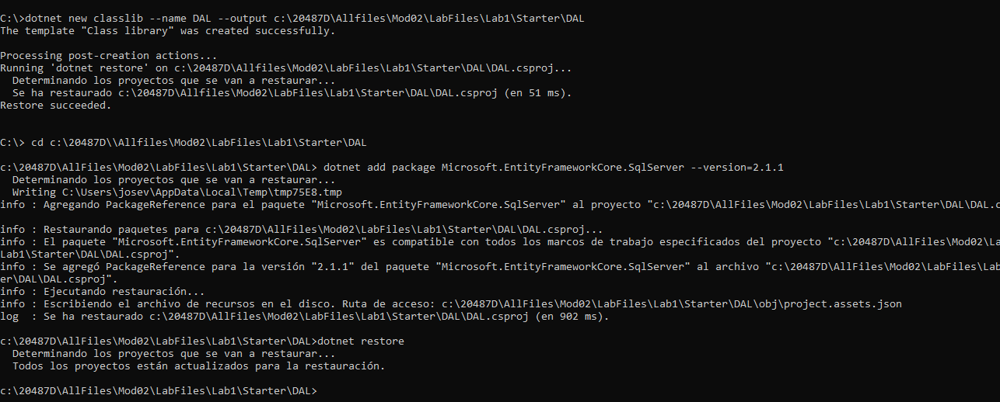 C:\>dotnet new classlib --name DAL --output c:\20487D\Allfiles\Mod02\LabFiles\Lab1\Starter\DAL
The template "Class library" was created successfully.
Processing post-creation actions...
Running 'dotnet restore' on c:\20487D\Allfiles\Mod02\LabFiles\Lab1\Starter\DAL\DAL.csproj...
Determinando los proyectos que se van a restaurar...
Se ha restaurado c:\20487D\Allfiles\Mod02\LabFiles\Lab1\Starter\DAL\DAL.csproj (en 51 ms).
Restore succeeded.
C:\> cd c:\20487D\\Allfiles\Mod02\LabFiles\Lab1\Starter\DAL
c:\20487D\AllFiles\Mod02\LabFiles\Lab1\Starter\DAL> dotnet add package Microsoft.EntityFrameworkCore.SqlServer --version=2.1.1
Determinando los proyectos que se van a restaurar...
Writing C:\Users\josev\AppData\Local\Temp\tmp75E8.tmp
info : Agregando PackageReference para el paquete "Microsoft.EntityFrameworkCore.SqlServer" al proyecto "c:\20487D\AllFiles\Mod02\LabFiles\Lab1\Starter\DAL\DAL.c
info : Restaurando paquetes para c:\20487D\AllFiles\Mod02\LabFiles\Lab1\Starter\DAL\DAL.csproj...
info : El paquete "Microsoft.EntityFrameworkCore.SqlServer" es compatible con todos los marcos de trabajo especificados del proyecto "c:\20487D\AllFiles\Mod02\La
Lab1\Starter\DAL\DAL.csproj".
info : Se agregó PackageReference para la versión "2.1.1" del paquete "Microsoft.EntityFrameworkCore.SqlServer" al archivo "c:\20487D\AllFiles\Mod02\LabFiles\Lab
er\DAL\DAL.csproj".
info : Ejecutando restauración...
info : Escribiendo el archivo de recursos en el disco. Ruta de acceso: c:\20487D\AllFiles\Mod02\LabFiles\Lab1\Starter\DAL\obj\project.assets.json
log  : Se ha restaurado c:\20487D\AllFiles\Mod02\LabFiles\Lab1\Starter\DAL\DAL.csproj (en 902 ms).
c:\20487D\AllFiles\Mod02\LabFiles\Lab1\Starter\DAL>dotnet restore
Determinando los proyectos que se van a restaurar...
Todos los proyectos están actualizados para la restauración.
c:\20487D\AllFiles\Mod02\LabFiles\Lab1\Starter\DAL>